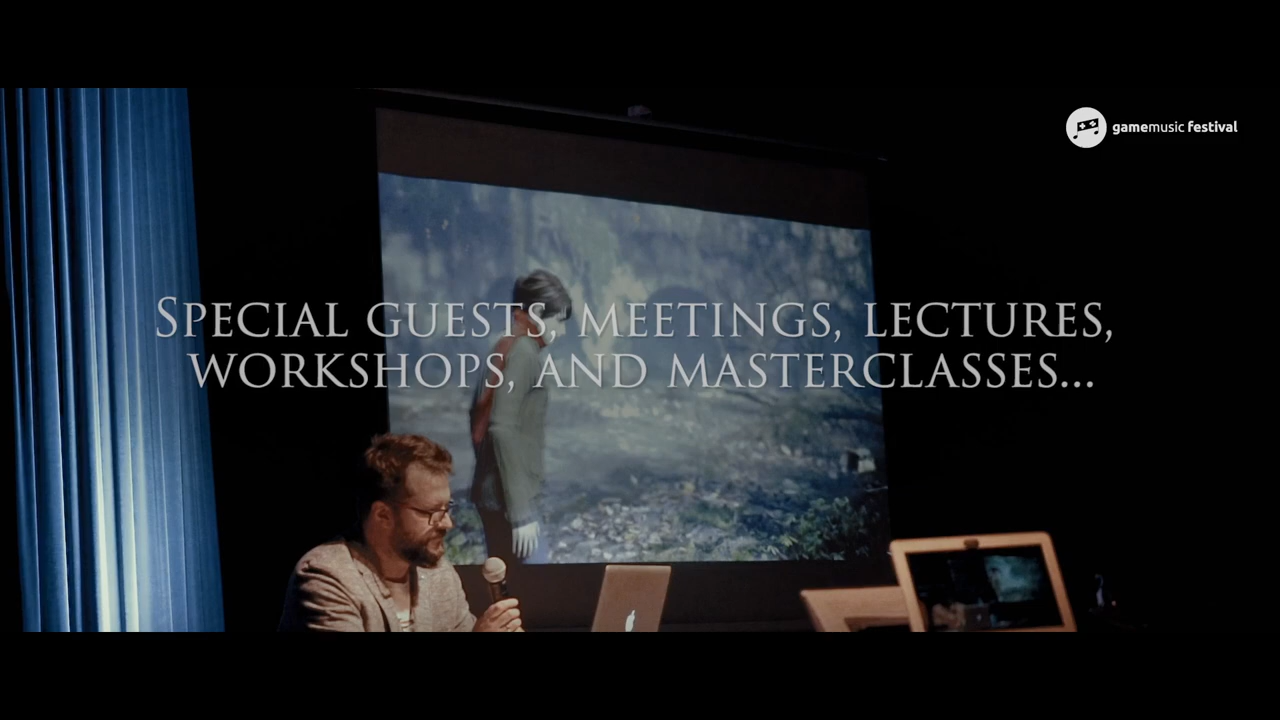 gamemusic festival
Special guests, meetings, lectures,
workshops, and masterclasses...